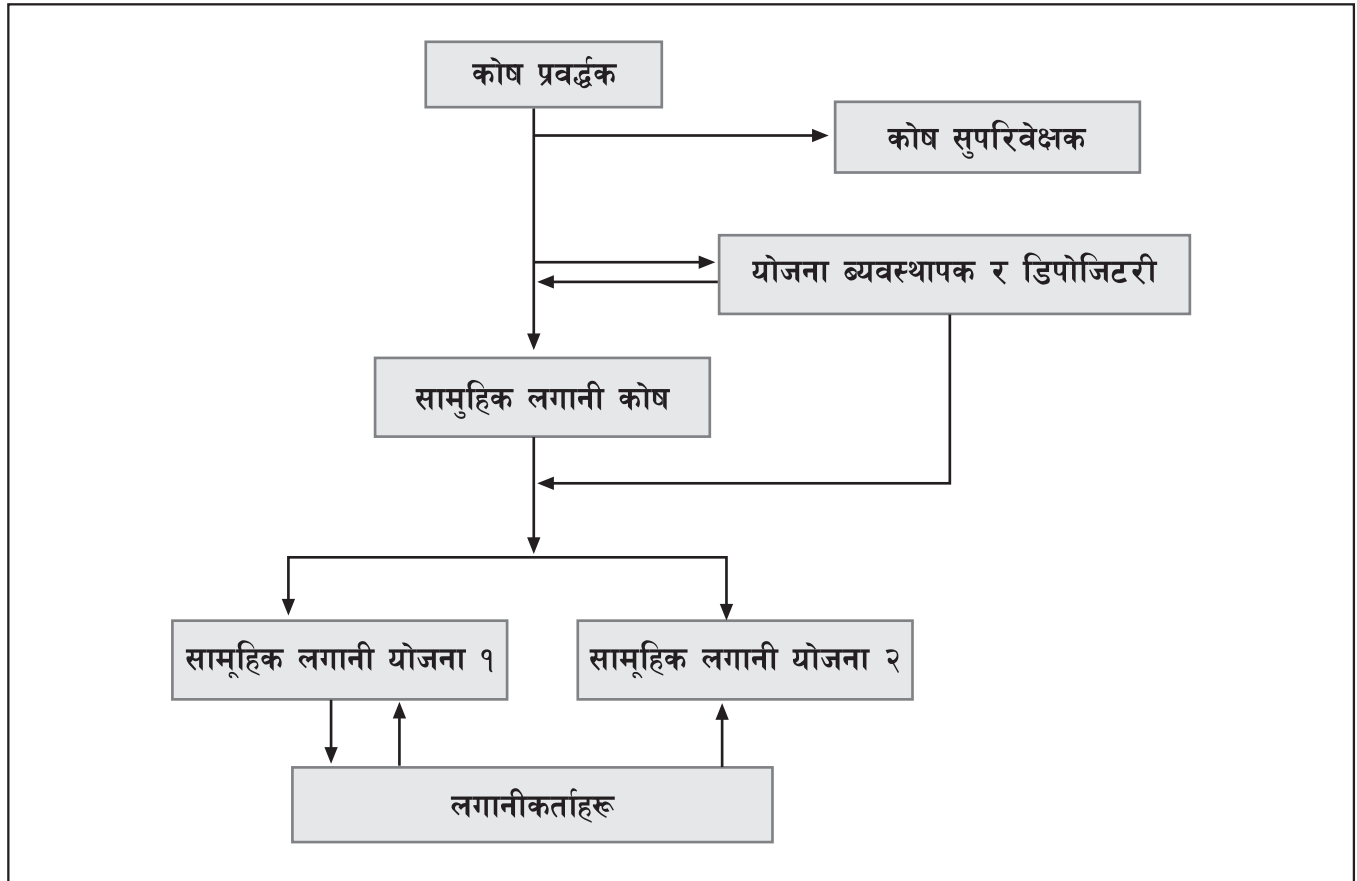 कोष प्रवर्द्धक
कोष सुपरिवेक्षक
योजना ब्यवस्थापक र डिपोजिटरी
सामुहिक लगानी कोष
सामूहिक लगानी योजना १
सामूहिक लगानी योजना २
लगानीकर्ताहरू